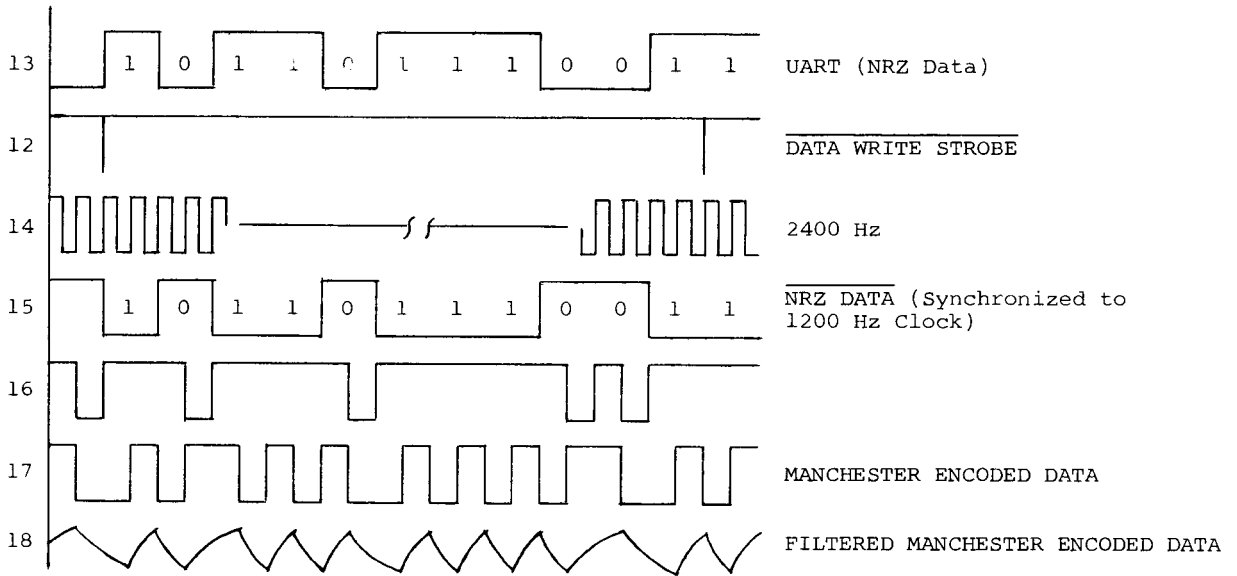 13 1 0 1 1 0 1 1 1 0 0 1 1 UART (NRZ Data)
12 DATA WRITE STROBE
14 2400 Hz
15 1 0 1 1 0 1 1 1 0 0 1 1 NRZ DATA (Synchronized to
1200 Hz Clock)
16
17 MANCHESTER ENCODED DATA
18 FILTERED MANCHESTER ENCODED DATA